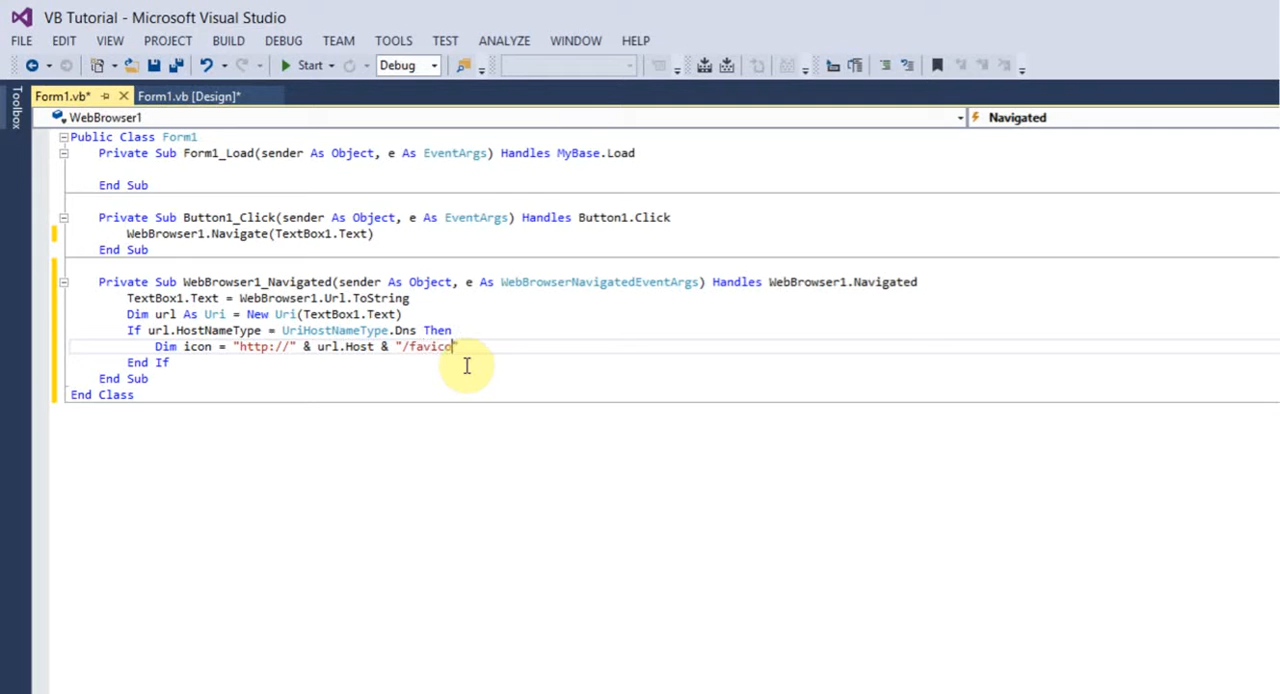 VB Tutorial - Microsoft Visual Studio
FILE EDIT VIEW PROJECT BUILD DEBUG TEAM TOOLS TEST ANALYZE WINDOW HELP
Start Debug
Form1.vb* Form1.vb [Design]*
Toolbox
WebBrowser1 Navigated
Public Class Form1
Private Sub Form1_Load(sender As Object, e As EventArgs) Handles MyBase.Load
End Sub
Private Sub Button1_Click(sender As Object, e As EventArgs) Handles Button1.Click
WebBrowser1.Navigate(TextBox1.Text)
End Sub
Private Sub WebBrowser1_Navigated(sender As Object, e As WebBrowserNavigatedEventArgs) Handles WebBrowser1.Navigated
TextBox1.Text = WebBrowser1.Url.ToString
Dim url As Uri = New Uri(TextBox1.Text)
If url.HostNameType = UriHostNameType.Dns Then
Dim icon = "http://" & url.Host & "/favico"
End If
End Sub
End Class